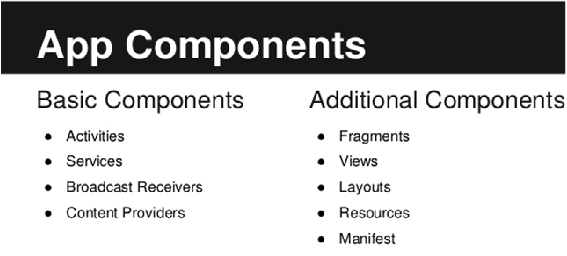 App Components
Basic Components
• Activities
• Services
• Broadcast Receivers
• Content Providers
Additional Components
• Fragments
• Views
• Layouts
• Resources
• Manifest